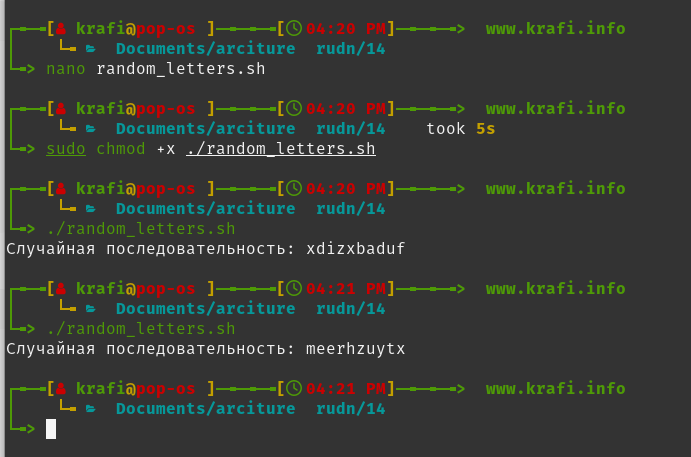 [ krafi@pop-os ] [ 04:20 PM] > www.krafi.info
Documents/arciture rudn/14
> nano random_letters.sh
[ krafi@pop-os ] [ 04:20 PM] > www.krafi.info
Documents/arciture rudn/14 took 5s
> sudo chmod +x ./random_letters.sh
[ krafi@pop-os ] [ 04:20 PM] > www.krafi.info
Documents/arciture rudn/14
> ./random_letters.sh
Случайная последовательность: xdizxbaduf
[ krafi@pop-os ] [ 04:21 PM] > www.krafi.info
Documents/arciture rudn/14
> ./random_letters.sh
Случайная последовательность: meerhzuytx
[ krafi@pop-os ] [ 04:21 PM] > www.krafi.info
Documents/arciture rudn/14
>